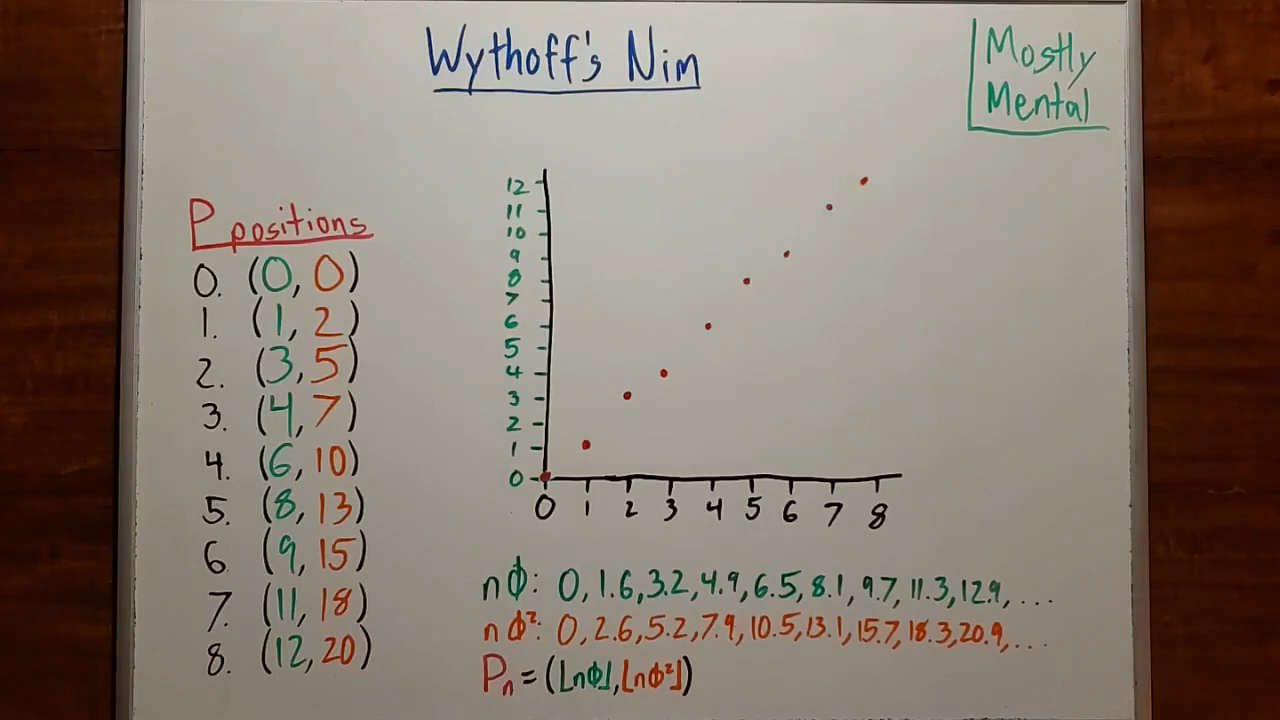 Wythoff's Nim
Mostly
Mental
P positions
0. (0, 0)
1. (1, 2)
2. (3, 5)
3. (4, 7)
4. (6, 10)
5. (8, 13)
6. (9, 15)
7. (11, 18)
8. (12, 20)
12
11
10
9
8
7
6
5
4
3
2
1
0
0 1 2 3 4 5 6 7 8
nϕ: 0, 1.6, 3.2, 4.9, 6.5, 8.1, 9.7, 11.3, 12.9, ...
nϕ²: 0, 2.6, 5.2, 7.9, 10.5, 13.1, 15.7, 18.3, 20.9, ...
Pₙ = (⌊nϕ⌋, ⌊nϕ²⌋)